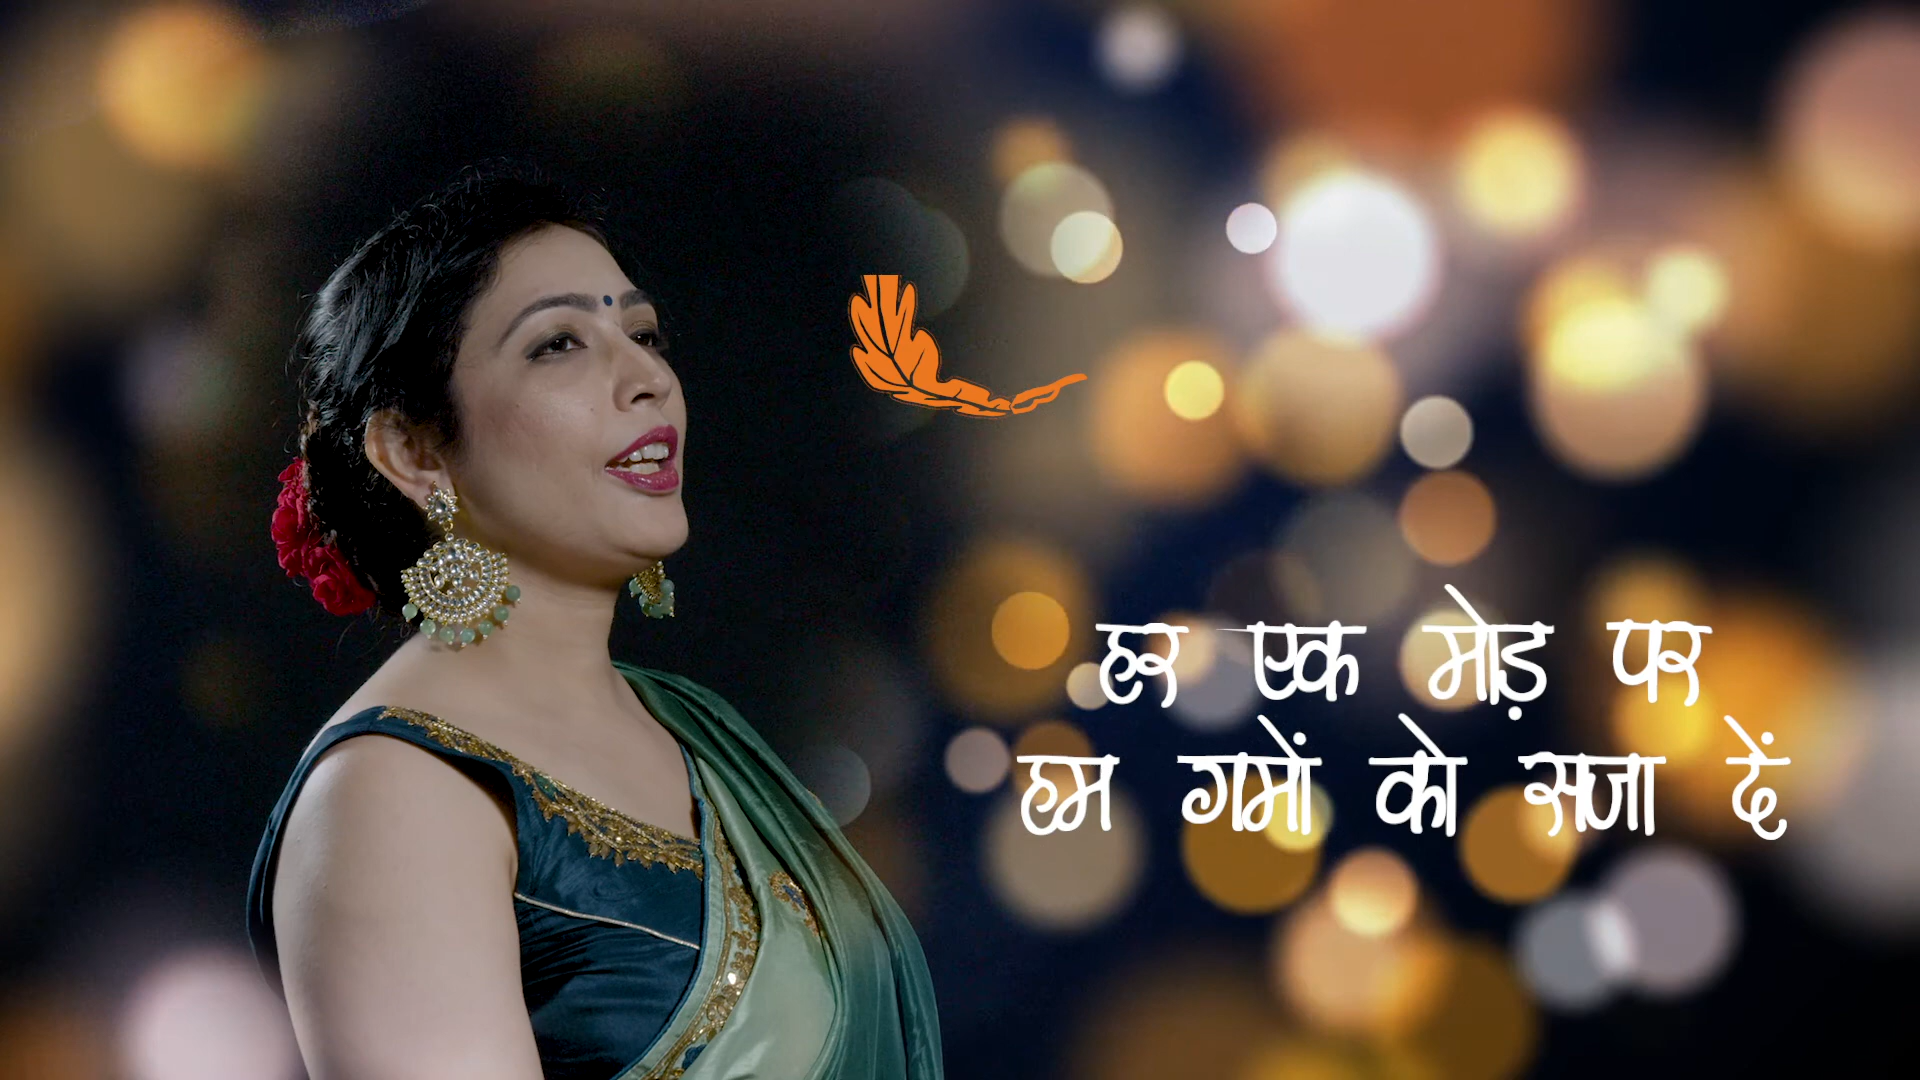 हर एक मोड़ पर
हम गमों को सजा दें